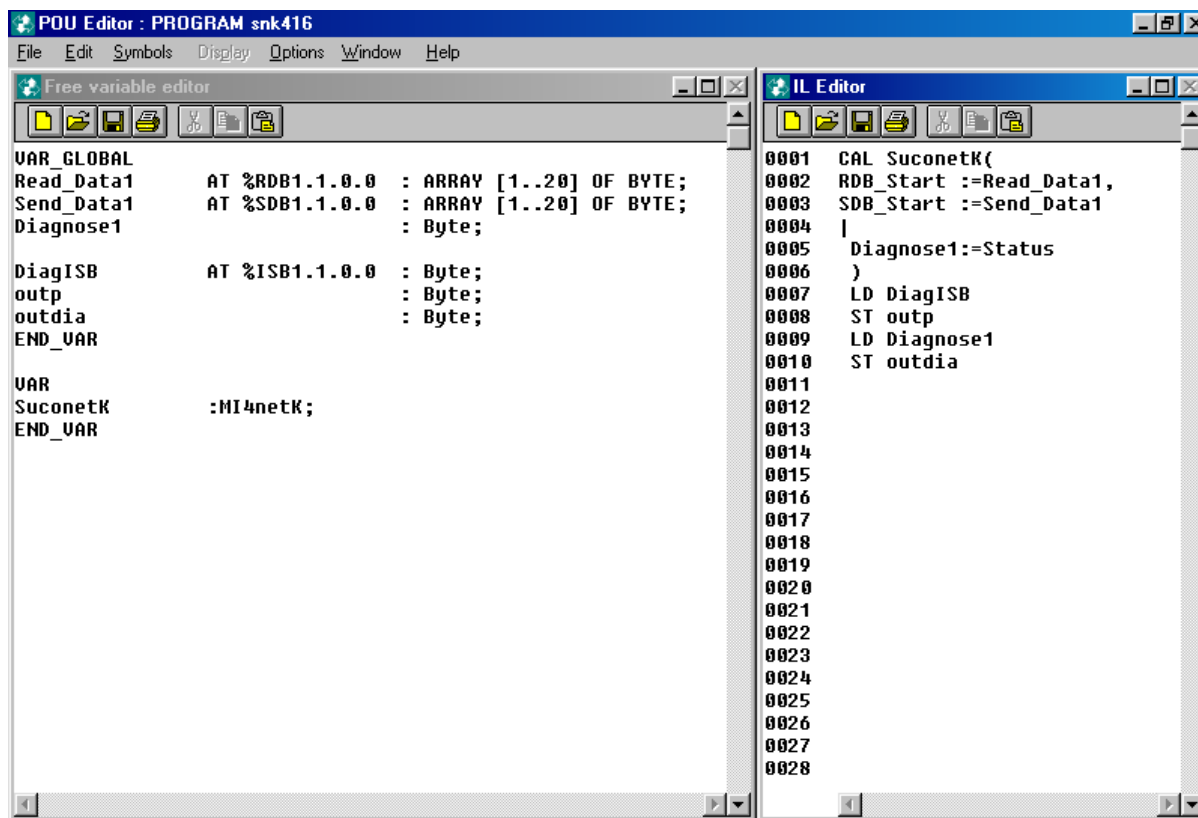 POU Editor : PROGRAM snk416
File Edit Symbols Display Options Window Help
Free variable editor
VAR_GLOBAL
Read_Data1 AT %RDB1.1.0.0 : ARRAY [1..20] OF BYTE;
Send_Data1 AT %SDB1.1.0.0 : ARRAY [1..20] OF BYTE;
Diagnose1 : Byte;
DiagISB AT %ISB1.1.0.0 : Byte;
outp : Byte;
outdia : Byte;
END_VAR
VAR
SuconetK :MI4netK;
END_VAR
IL Editor
0001 CAL SuconetK(
0002 RDB_Start :=Read_Data1,
0003 SDB_Start :=Send_Data1
0004 |
0005 Diagnose1:=Status
0006 )
0007 LD DiagISB
0008 ST outp
0009 LD Diagnose1
0010 ST outdia
0011
0012
0013
0014
0015
0016
0017
0018
0019
0020
0021
0022
0023
0024
0025
0026
0027
0028